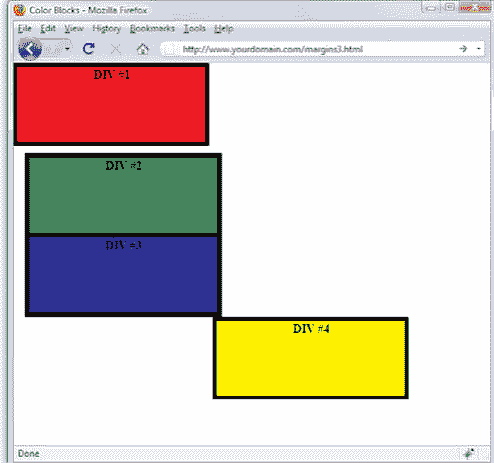 Color Blocks - Mozilla Firefox
File Edit View History Bookmarks Tools Help
http://www.yourdomain.com/margins3.html
DIV #1
DIV #2
DIV #3
DIV #4
Done